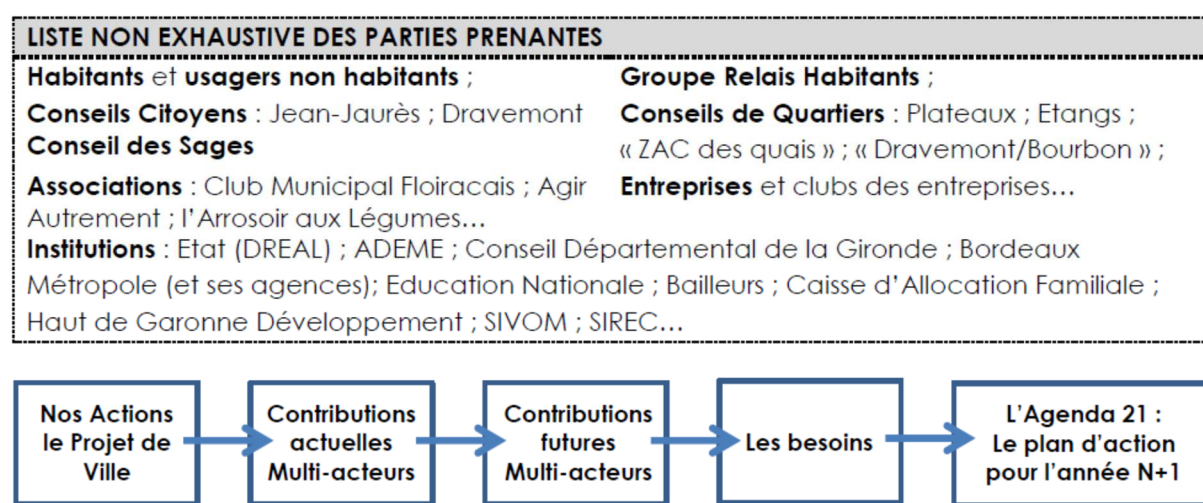 LISTE NON EXHAUSTIVE DES PARTIES PRENANTES
Habitants et usagers non habitants ;
Conseils Citoyens : Jean-Jaurès ; Dravemont
Conseil des Sages
Associations : Club Municipal Floiracais ; Agir
Autrement ; l'Arrosoir aux Légumes…
Groupe Relais Habitants ;
Conseils de Quartiers : Plateaux ; Etangs ;
« ZAC des quais » ; « Dravemont/Bourbon » ;
Entreprises et clubs des entreprises…
Institutions : Etat (DREAL) ; ADEME ; Conseil Départemental de la Gironde ; Bordeaux
Métropole (et ses agences); Education Nationale ; Bailleurs ; Caisse d'Allocation Familiale ;
Haut de Garonne Développement ; SIVOM ; SIREC…
Nos Actions
le Projet de
Ville
Contributions
actuelles
Multi-acteurs
Contributions
futures
Multi-acteurs
Les besoins
L'Agenda 21 :
Le plan d'action
pour l'année N+1